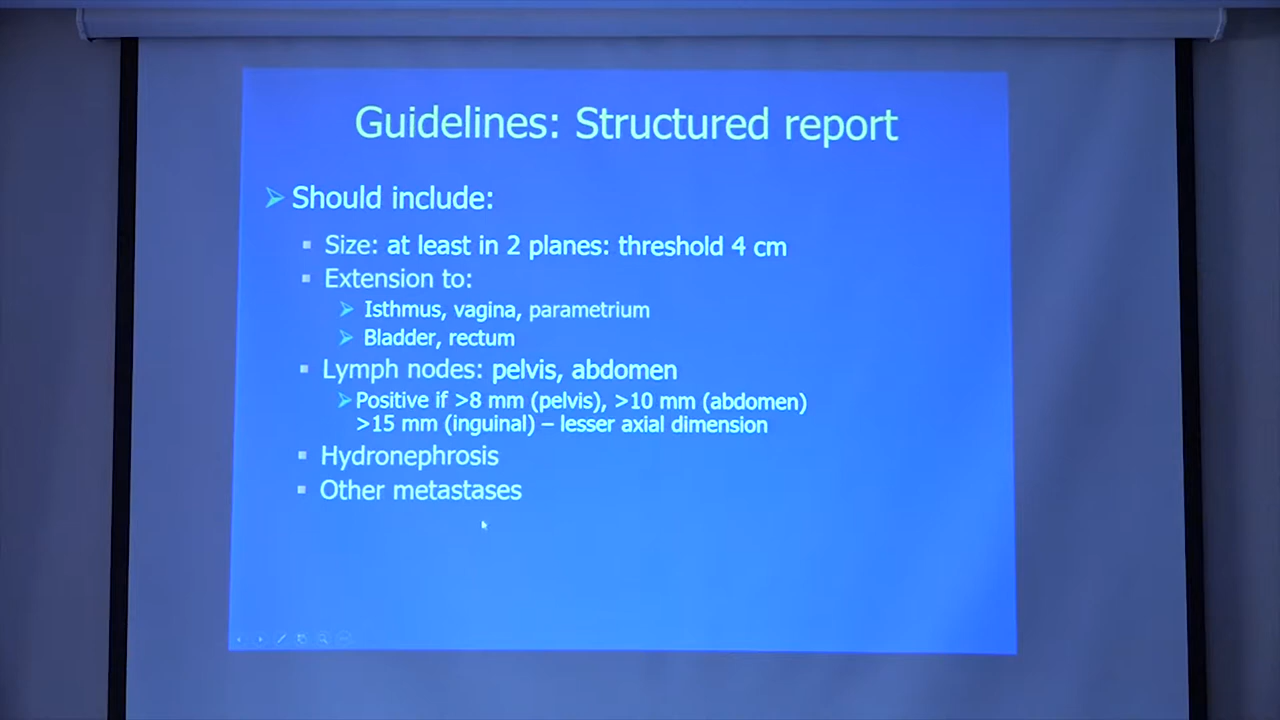 Guidelines: Structured report
Should include:
Size: at least in 2 planes: threshold 4 cm
Extension to:
Isthmus, vagina, parametrium
Bladder, rectum
Lymph nodes: pelvis, abdomen
Positive if >8 mm (pelvis), >10 mm (abdomen)
>15 mm (inguinal) – lesser axial dimension
Hydronephrosis
Other metastases